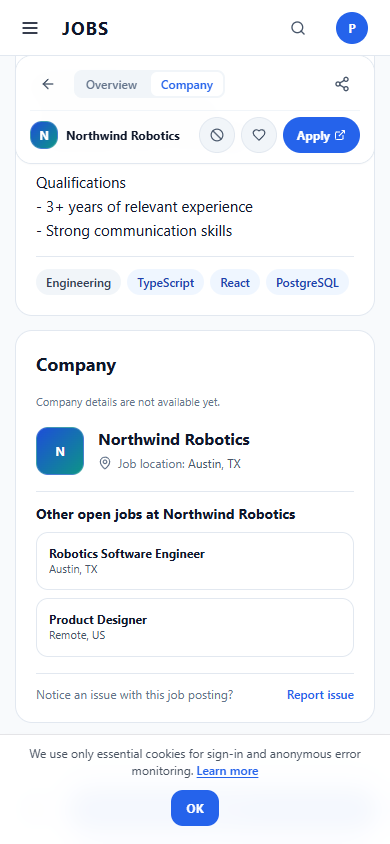 JOBS
P
Overview
Company
N
Northwind Robotics
Apply
Qualifications
- 3+ years of relevant experience
- Strong communication skills
Engineering
TypeScript
React
PostgreSQL
Company
Company details are not available yet.
N
Northwind Robotics
Job location: Austin, TX
Other open jobs at Northwind Robotics
Robotics Software Engineer
Austin, TX
Product Designer
Remote, US
Notice an issue with this job posting?
Report issue
We use only essential cookies for sign-in and anonymous error
monitoring. Learn more
OK